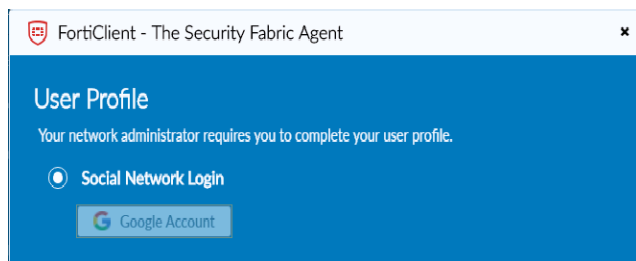 FortiClient - The Security Fabric Agent
User Profile
Your network administrator requires you to complete your user profile.
Social Network Login
Google Account